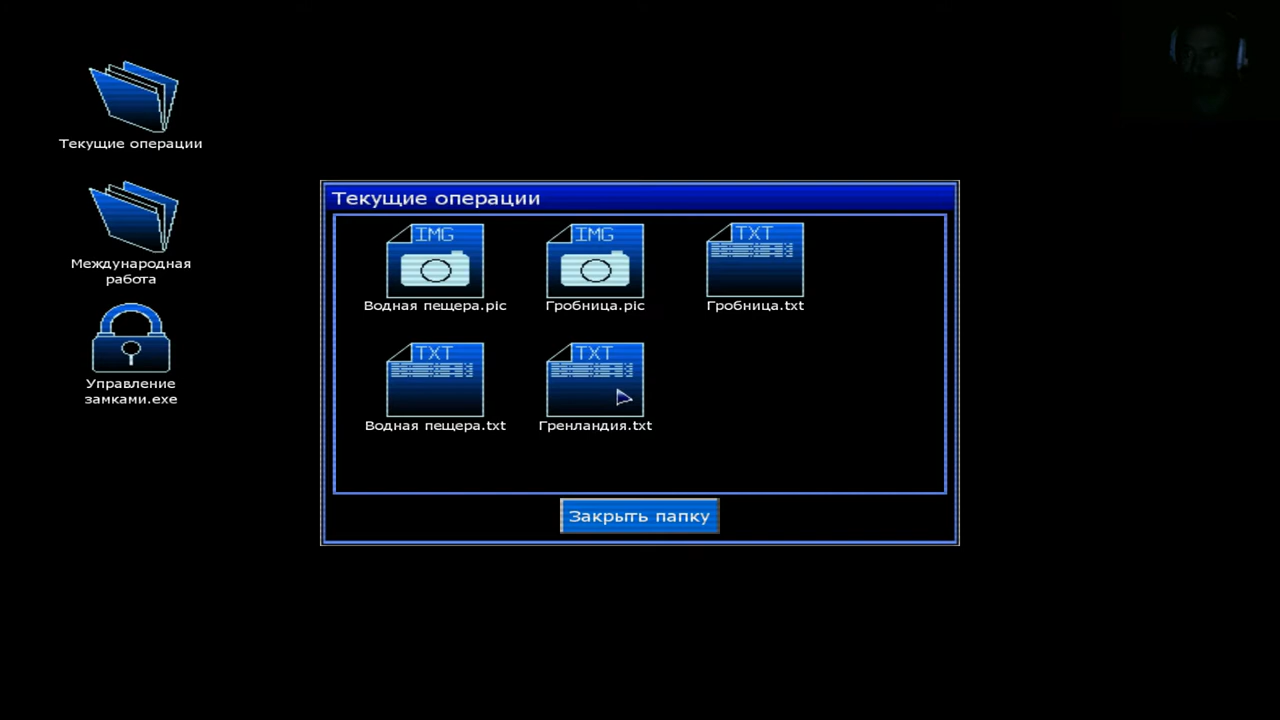 Текущие операции
Международная
работа
Управление
замками.exe
Текущие операции
IMG
IMG
TXT
Водная пещера.pic
Гробница.pic
Гробница.txt
TXT
TXT
Водная пещера.txt
Гренландия.txt
Закрыть папку